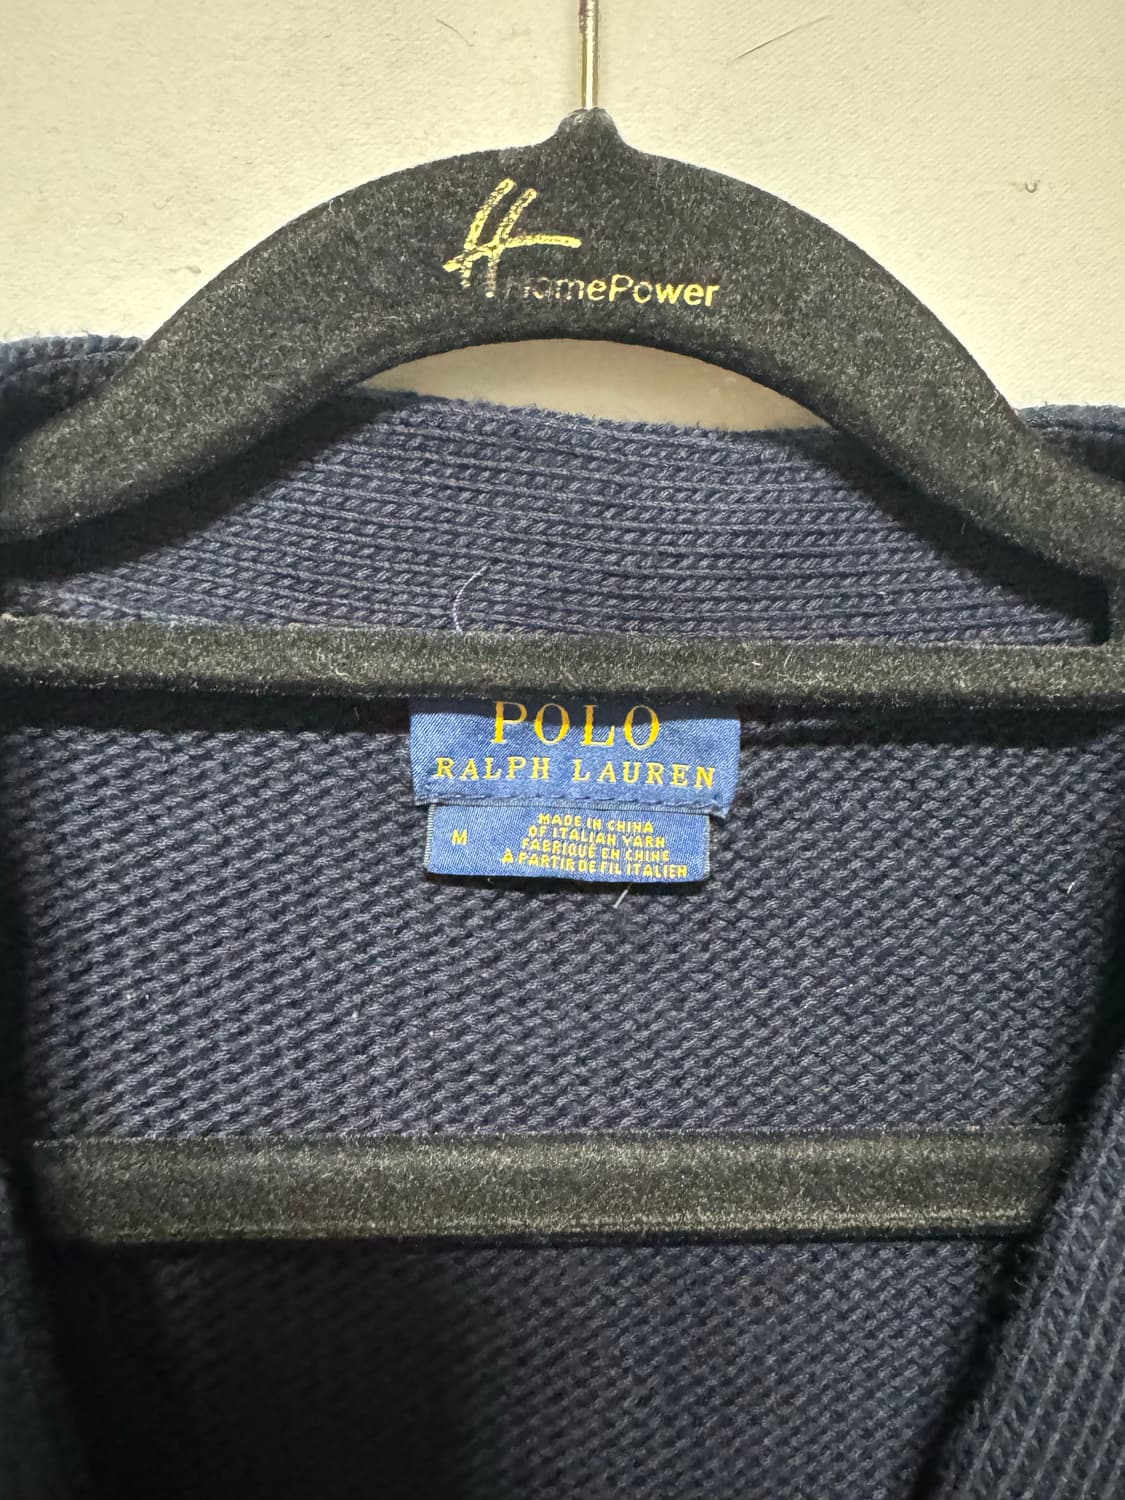 HomePower
POLO
RALPH LAUREN
M
MADE IN CHINA
OF ITALIAN YARN
FABRIQUÉ EN CHINE
À PARTIR DE FIL ITALIEN